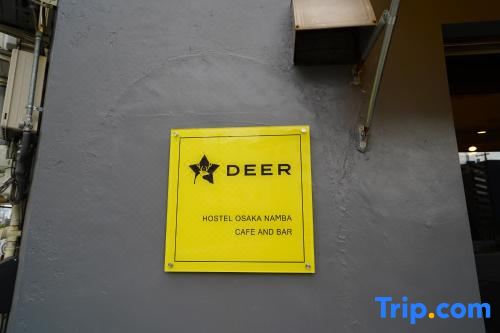 DEER
HOSTEL OSAKA NAMBA
CAFE AND BAR
Trip.com